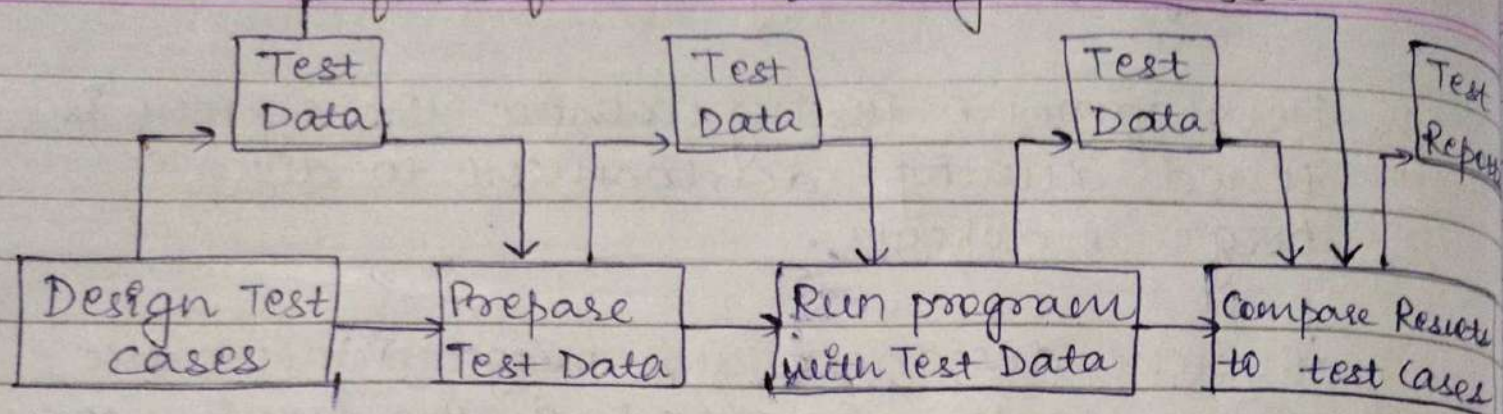 Test
Data
Test
Data
Test
Data
Test
Design Test
cases
Prepare
Test Data
Run program
with Test Data
Compare Results
to test cases